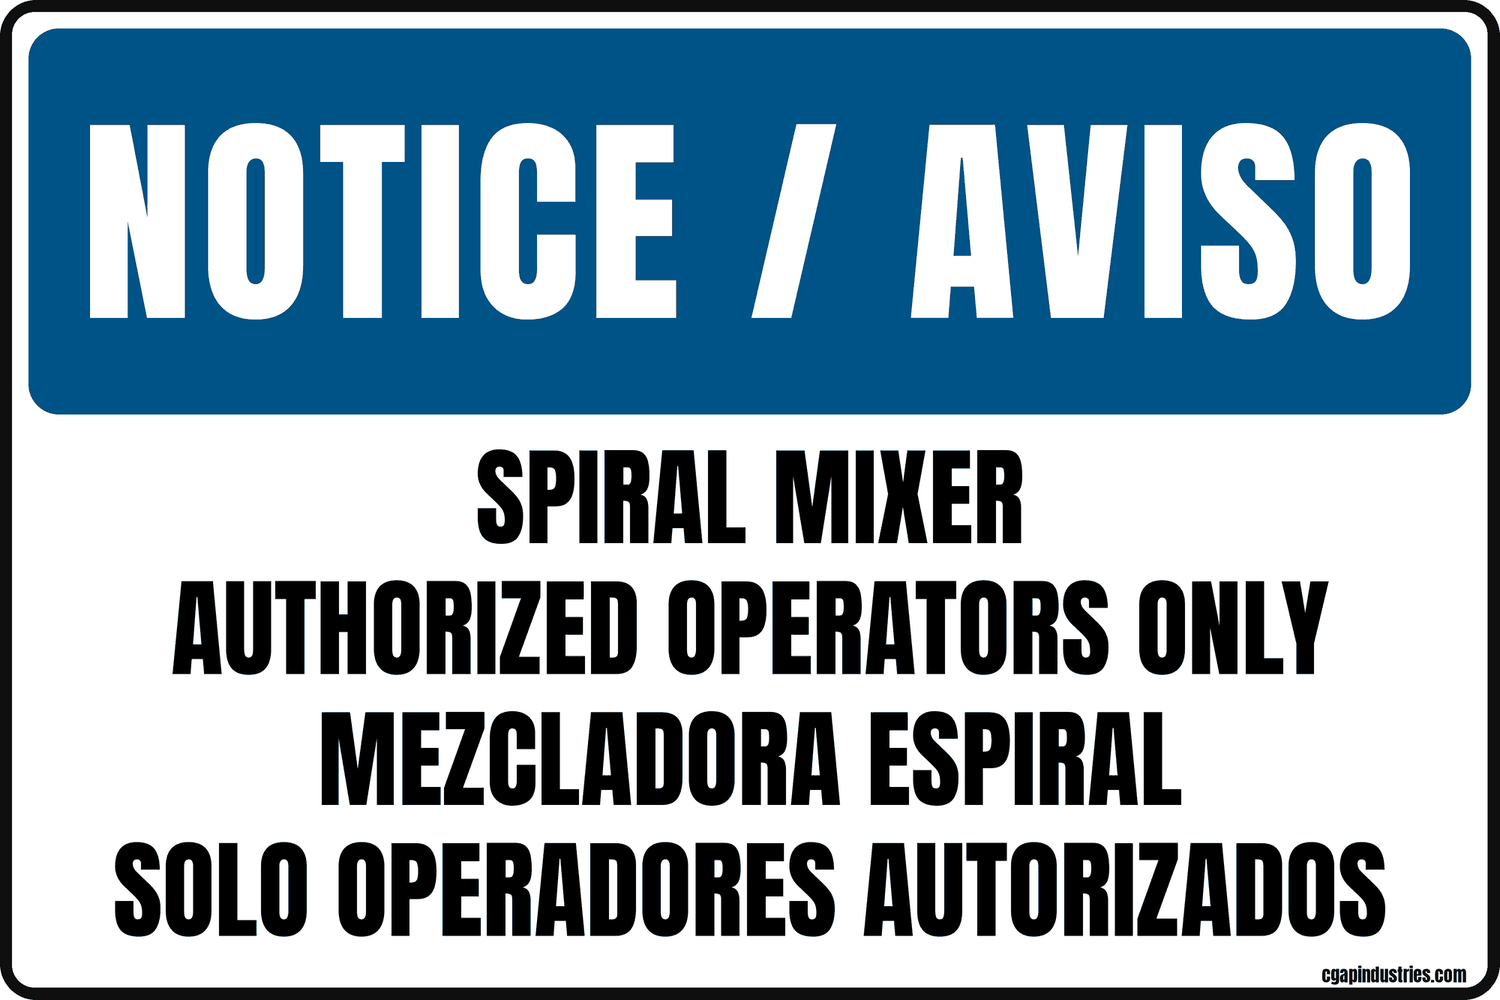 NOTICE / AVISO
SPIRAL MIXER
AUTHORIZED OPERATORS ONLY
MEZCLADORA ESPIRAL
SOLO OPERADORES AUTORIZADOS
cgapindustries.com